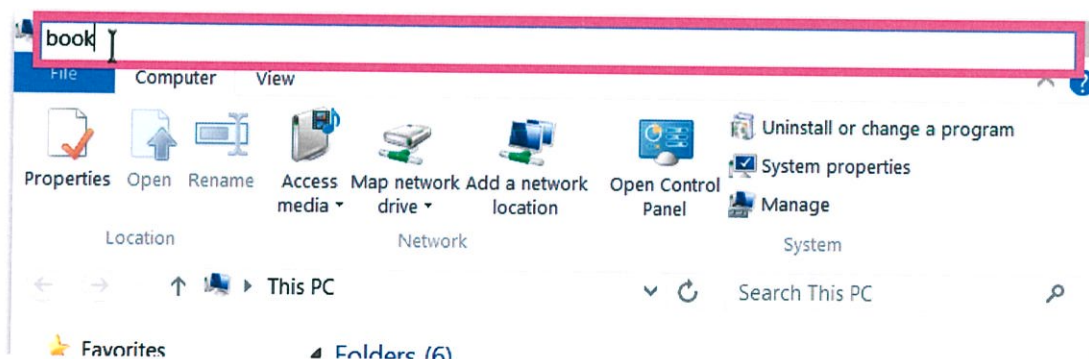 book
File Computer View
Properties Open Rename Access media Map network drive Add a network location Open Control Panel
Uninstall or change a program
System properties
Manage
Location Network System
This PC Search This PC
Favorites Folders (6)